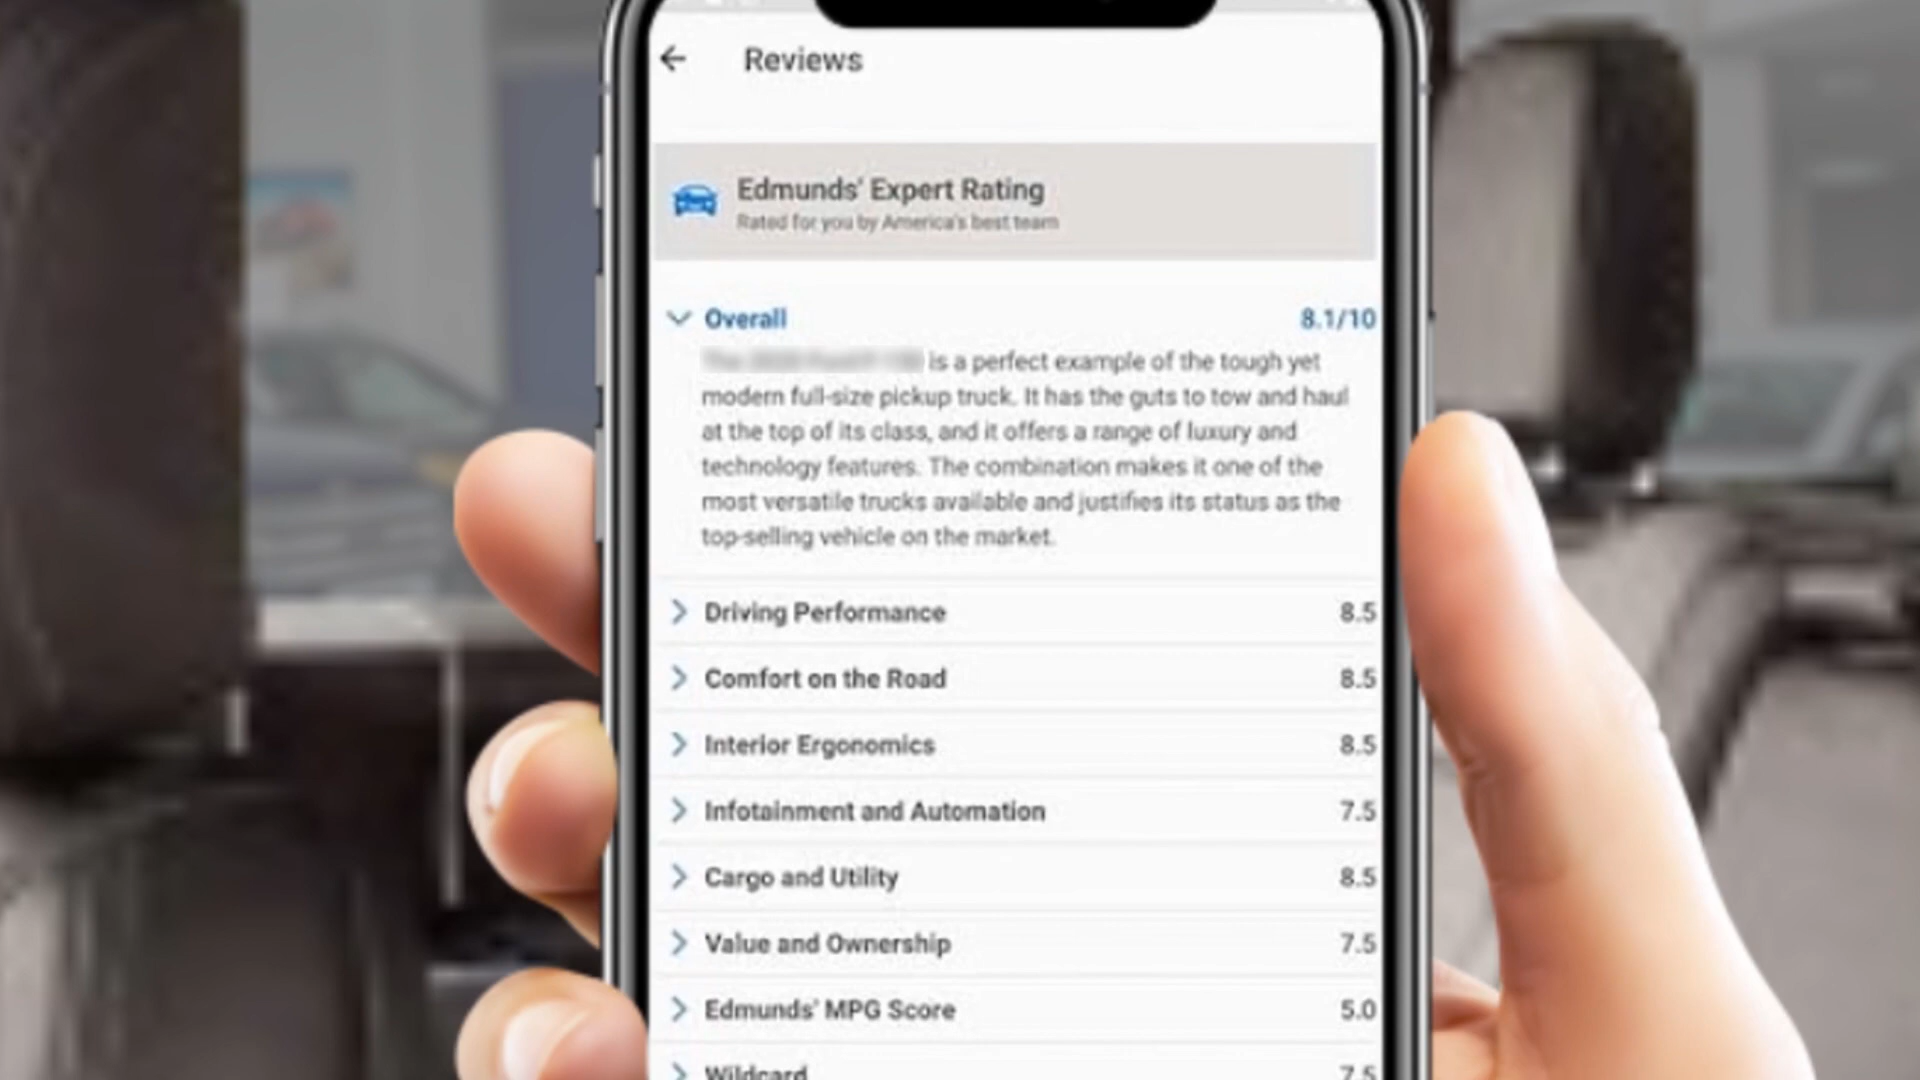 Reviews
Edmunds' Expert Rating
Rated for you by America's best team
Overall 8.1/10
is a perfect example of the tough yet
modern full-size pickup truck. It has the guts to tow and haul
at the top of its class, and it offers a range of luxury and
technology features. The combination makes it one of the
most versatile trucks available and justifies its status as the
top-selling vehicle on the market.
Driving Performance 8.5
Comfort on the Road 8.5
Interior Ergonomics 8.5
Infotainment and Automation 7.5
Cargo and Utility 8.5
Value and Ownership 7.5
Edmunds' MPG Score 5.0
Wildcard 7.5